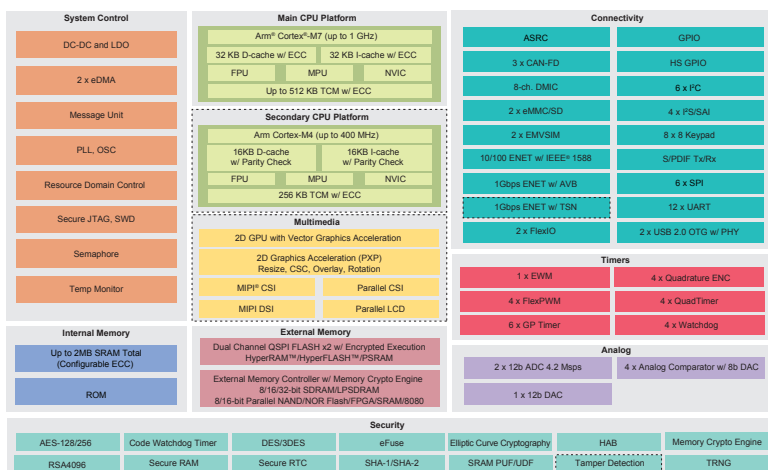 System Control
DC-DC and LDO
2 x eDMA
Message Unit
PLL, OSC
Resource Domain Control
Secure JTAG, SWD
Semaphore
Temp Monitor
Main CPU Platform
Arm® Cortex®-M7 (up to 1 GHz)
32 KB D-cache w/ ECC
32 KB I-cache w/ ECC
FPU
MPU
NVIC
Up to 512 KB TCM w/ ECC
Secondary CPU Platform
Arm Cortex-M4 (up to 400 MHz)
16KB D-cache
w/ Parity Check
16KB I-cache
w/ Parity Check
FPU
MPU
NVIC
256 KB TCM w/ ECC
Multimedia
2D GPU with Vector Graphics Acceleration
2D Graphics Acceleration (PXP)
Resize, CSC, Overlay, Rotation
MIPI® CSI
Parallel CSI
MIPI DSI
Parallel LCD
Connectivity
ASRC
GPIO
3 x CAN-FD
HS GPIO
8-ch. DMIC
6 x I²C
2 x eMMC/SD
4 x I²S/SAI
2 x EMVSIM
8 x 8 Keypad
10/100 ENET w/ IEEE® 1588
S/PDIF Tx/Rx
1Gbps ENET w/ AVB
6 x SPI
1Gbps ENET w/ TSN
12 x UART
2 x FlexIO
2 x USB 2.0 OTG w/ PHY
Timers
1 x EWM
4 x Quadrature ENC
4 x FlexPWM
4 x QuadTimer
6 x GP Timer
4 x Watchdog
Internal Memory
Up to 2MB SRAM Total
(Configurable ECC)
ROM
External Memory
Dual Channel QSPI FLASH x2 w/ Encrypted Execution
HyperRAM™/HyperFLASH™/PSRAM
External Memory Controller w/ Memory Crypto Engine
8/16/32-bit SDRAM/LPSDRAM
8/16-bit Parallel NAND/NOR Flash/FPGA/SRAM/8080
Analog
2 x 12b ADC 4.2 Msps
4 x Analog Comparator w/ 8b DAC
1 x 12b DAC
Security
AES-128/256
Code Watchdog Timer
DES/3DES
eFuse
Elliptic Curve Cryptography
HAB
Memory Crypto Engine
RSA4096
Secure RAM
Secure RTC
SHA-1/SHA-2
SRAM PUF/UDF
Tamper Detection
TRNG